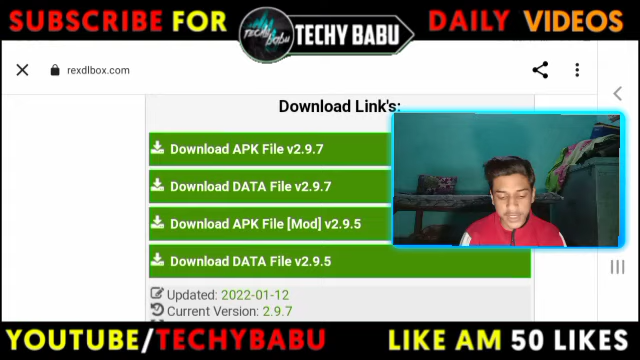 SUBSCRIBE FOR TECHY BABU DAILY VIDEOS
techy babu
rexdlbox.com
Download Link's:
Download APK File v2.9.7
Download DATA File v2.9.7
Download APK File [Mod] v2.9.5
Download DATA File v2.9.5
Updated: 2022-01-12
Current Version: 2.9.7
YOUTUBE/TECHYBABU LIKE AM 50 LIKES